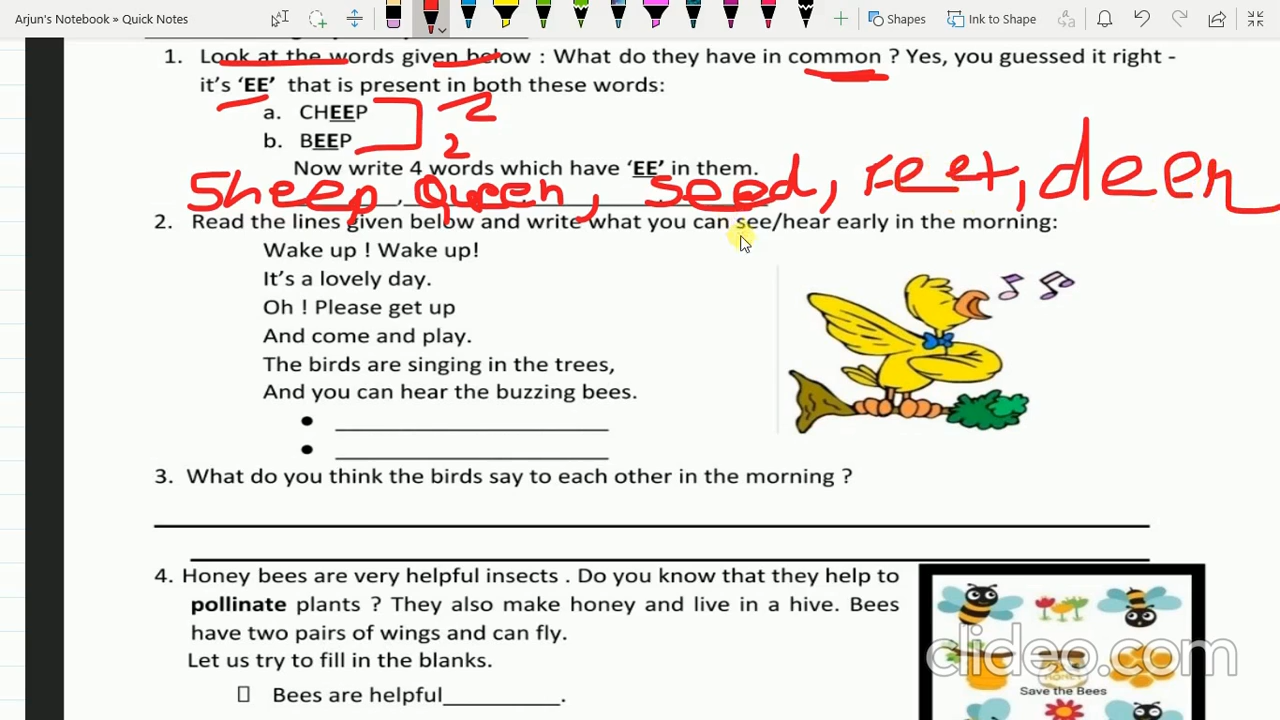 Arjun's Notebook » Quick Notes
Shapes
Ink to Shape
1. Look at the words given below : What do they have in common ? Yes, you guessed it right -
it's 'EE' that is present in both these words:
a. CHEEP
b. BEEP
2
2
Now write 4 words which have 'EE' in them.
Sheep Queen, seed, reet, deer
2. Read the lines given below and write what you can see/hear early in the morning:
Wake up ! Wake up!
It's a lovely day.
Oh ! Please get up
And come and play.
The birds are singing in the trees,
And you can hear the buzzing bees.
3. What do you think the birds say to each other in the morning ?
4. Honey bees are very helpful insects . Do you know that they help to
pollinate plants ? They also make honey and live in a hive. Bees
have two pairs of wings and can fly.
Let us try to fill in the blanks.
Bees are helpful_________.
clideo.com
Save the Bees